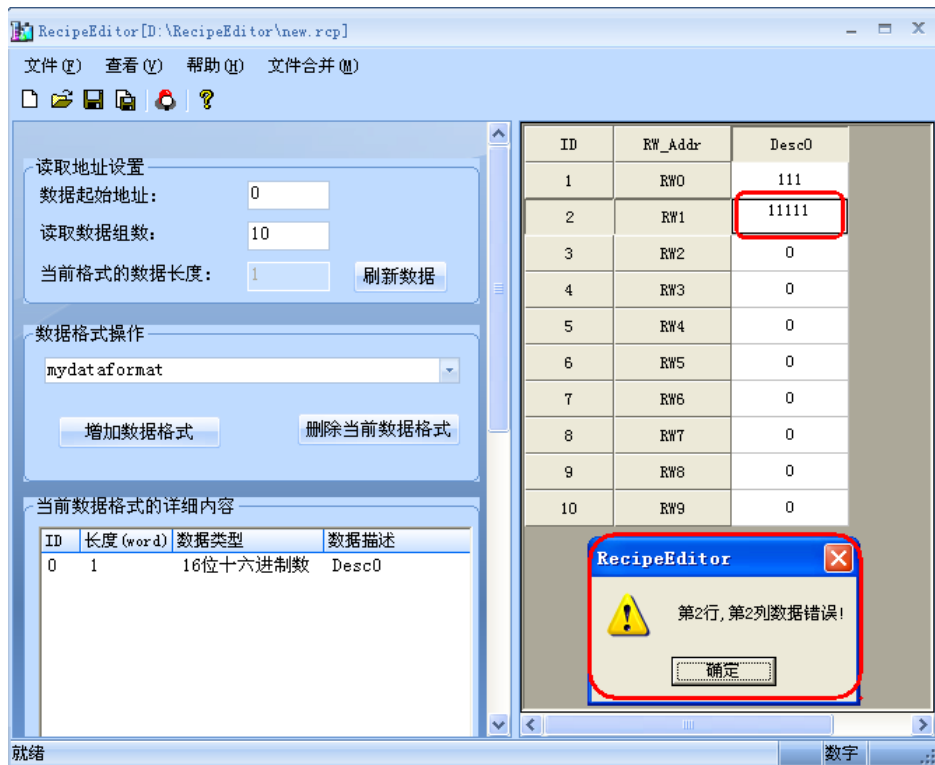 RecipeEditor[D:\RecipeEditor\new.rcp]
文件(F) 查看(V) 帮助(H) 文件合并(M)
读取地址设置
数据起始地址: 0
读取数据组数: 10
当前格式的数据长度: 1 刷新数据
数据格式操作
mydataformat
增加数据格式 删除当前数据格式
当前数据格式的详细内容
ID 长度(word) 数据类型 数据描述
0 1 16位十六进制数 Desc0
ID RW_Addr Desc0
1 RW0 111
2 RW1 11111
3 RW2 0
4 RW3 0
5 RW4 0
6 RW5 0
7 RW6 0
8 RW7 0
9 RW8 0
10 RW9 0
RecipeEditor
第2行,第2列数据错误!
确定
就绪 数字